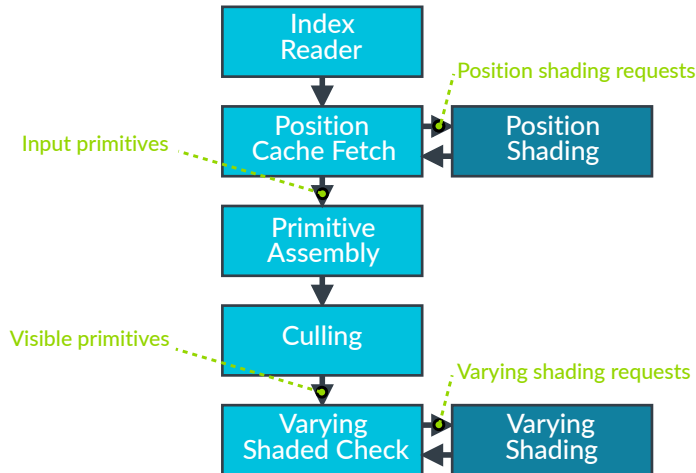 Index
Reader
Position shading requests
Position
Cache Fetch
Position
Shading
Input primitives
Primitive
Assembly
Culling
Visible primitives
Varying shading requests
Varying
Shaded Check
Varying
Shading